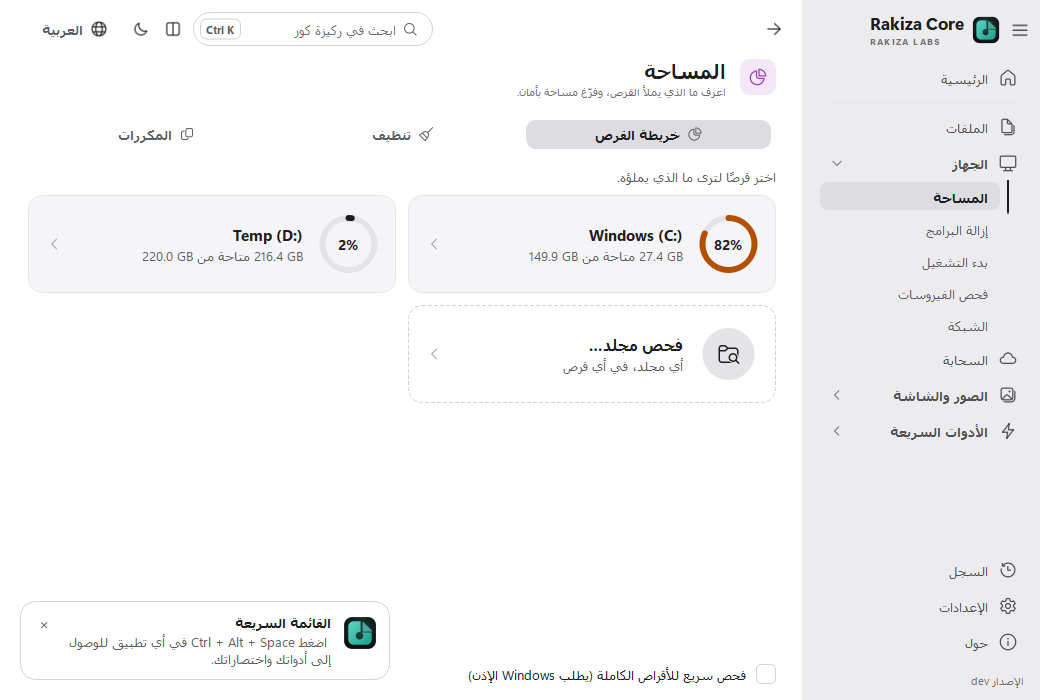 Rakiza Core
RAKIZA LABS
الرئيسية
الملفات
الجهاز
المساحة
إزالة البرامج
بدء التشغيل
فحص الفيروسات
الشبكة
السحابة
الصور والشاشة
الأدوات السريعة
السجل
الإعدادات
حول
الإصدار dev
ابحث في ركيزة كور
Ctrl K
العربية
المساحة
اعرف ما الذي يملأ القرص، وفرّغ مساحة بأمان.
خريطة القرص
تنظيف
المكررات
اختر قرصًا لترى ما الذي يملؤه.
82%
Windows (C:)
27.4 GB متاحة من 149.9 GB
2%
Temp (D:)
216.4 GB متاحة من 220.0 GB
فحص مجلد...
أي مجلد، في أي قرص
فحص سريع للأقراص الكاملة (يطلب Windows الإذن)
القائمة السريعة
اضغط Ctrl + Alt + Space في أي تطبيق للوصول
إلى أدواتك واختصاراتك.